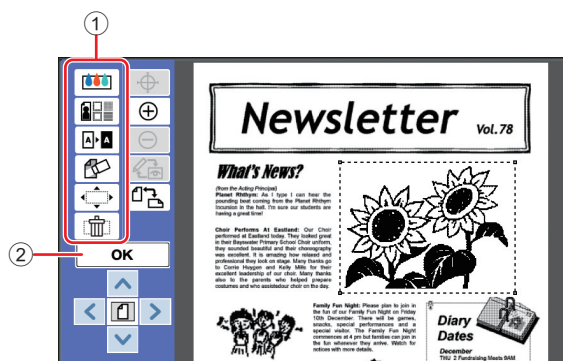 1
A A
2
OK
Newsletter Vol. 78
What's News?
(from the Acting Principal)
Planet Rhthym: As I type I can hear the
pounding beat coming from the Planet Rhthym
Incursion in the hall. I'm sure our students are
having a great time!
Choir Performs At Eastland: Our Choir
performed at Eastland today. They looked great
in their Bayswater Primary School Choir uniform,
they sounded beautiful and their choreography
was excellent. It is amazing how relaxed and
professional they look on stage. Many thanks go
to Corrie Huygen and Kelly Mills for their
excellent leadership of our choir. Many thanks
also to the parents who helped prepare
costumes and who assistedour choir on the day.
Family Fun Night: Please plan to join in
the fun of our Family Fun Night on Friday
10th December. There will be games,
snacks, special performances and a
special visitor. The Family Fun Night
commences at 4 pm but families can join in
the fun whenever they arrive. Watch for
notices with more details.
Diary
Dates
December
THU 2 Fundraising Meets 9AM